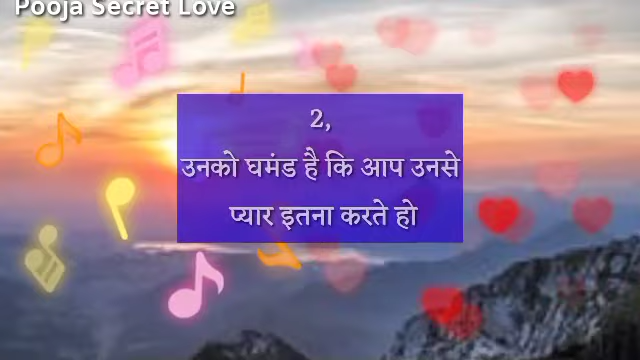 Pooja Secret Love
2,
उनको घमंड है कि आप उनसे
प्यार इतना करते हो